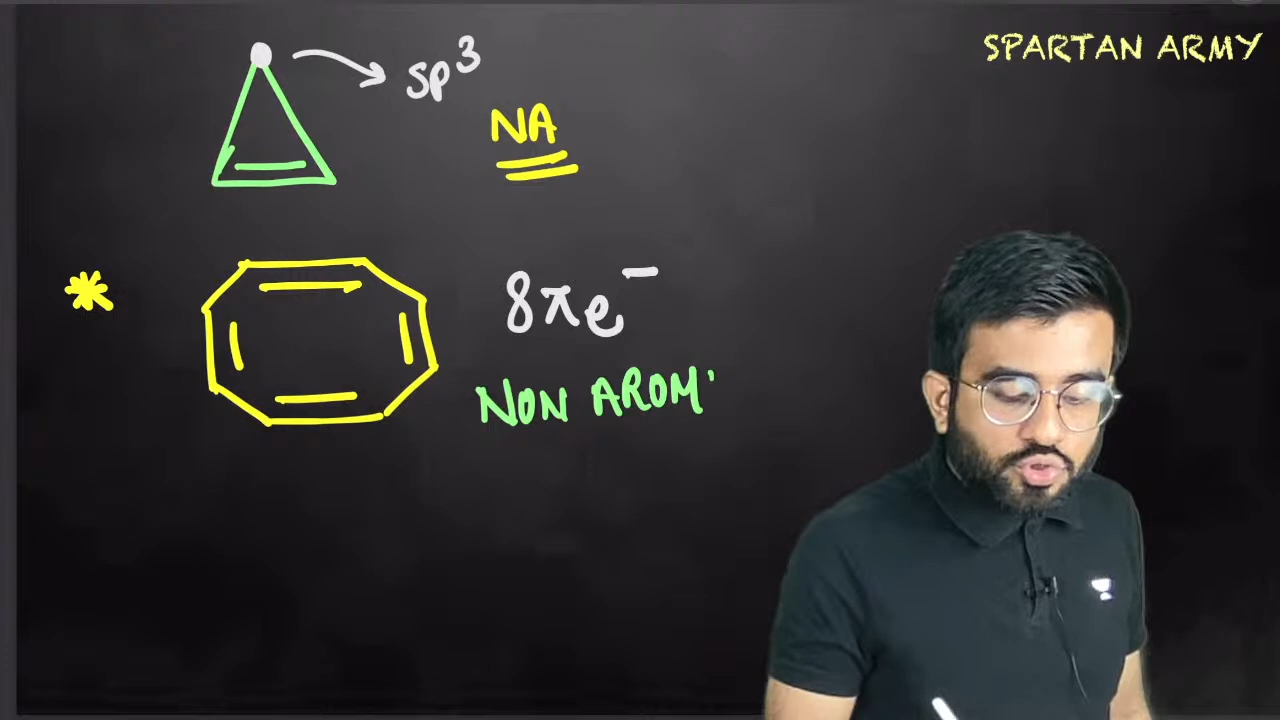 SPARTAN ARMY
sp³
NA
* 8πe⁻
NON AROM'